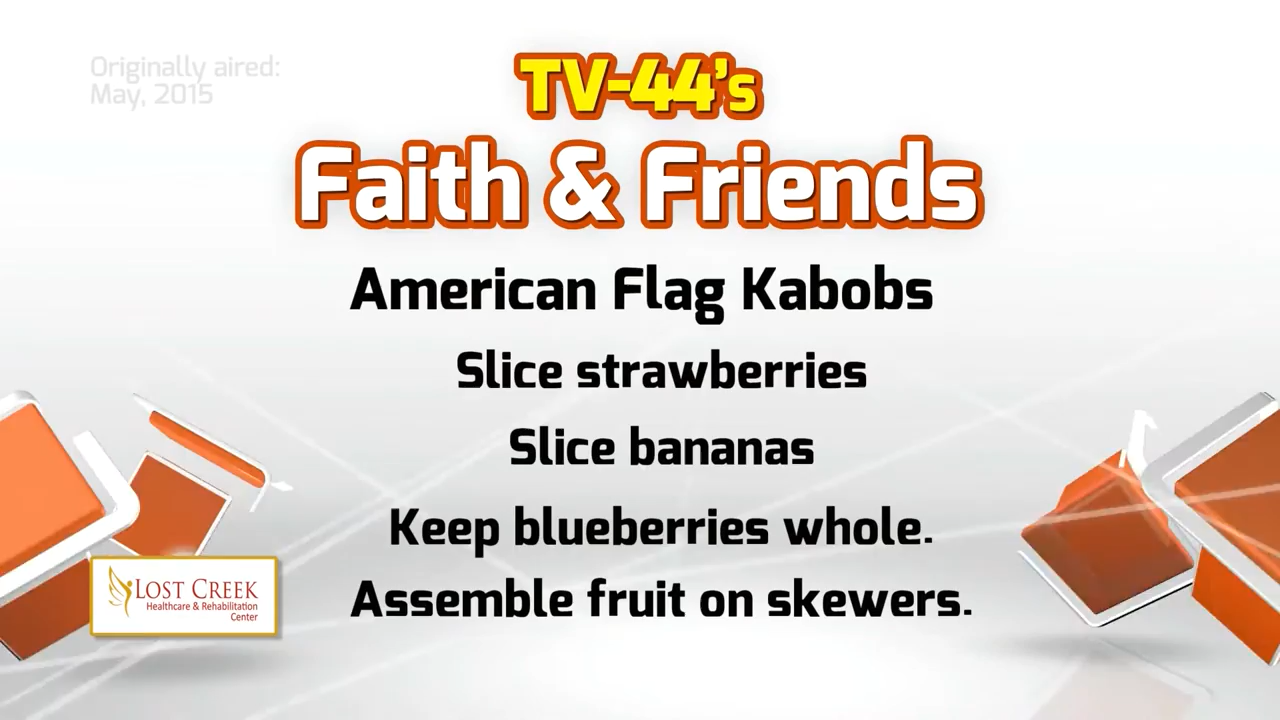 Originally aired:
May, 2015
TV-44's
Faith & Friends
American Flag Kabobs
Slice strawberries
Slice bananas
Keep blueberries whole.
Assemble fruit on skewers.
LOST CREEK
Healthcare & Rehabilitation
Center